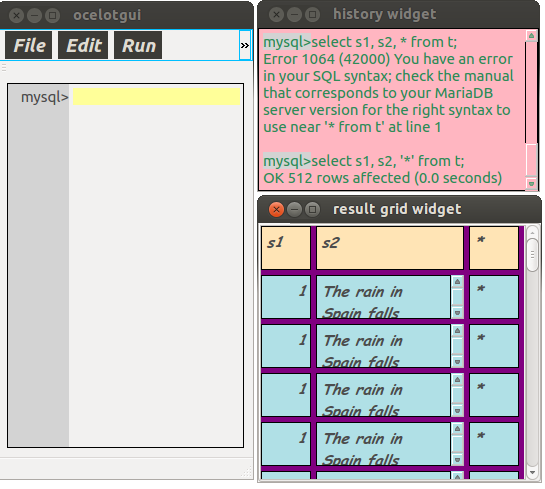 ocelotgui
File Edit Run »
mysql>
history widget
mysql>select s1, s2, * from t;
Error 1064 (42000) You have an error
in your SQL syntax; check the manual
that corresponds to your MariaDB
server version for the right syntax to
use near '* from t' at line 1
mysql>select s1, s2, '*' from t;
OK 512 rows affected (0.0 seconds)
result grid widget
s1 s2 *
1 The rain in *
Spain falls
1 The rain in *
Spain falls
1 The rain in *
Spain falls
1 The rain in *
Spain falls